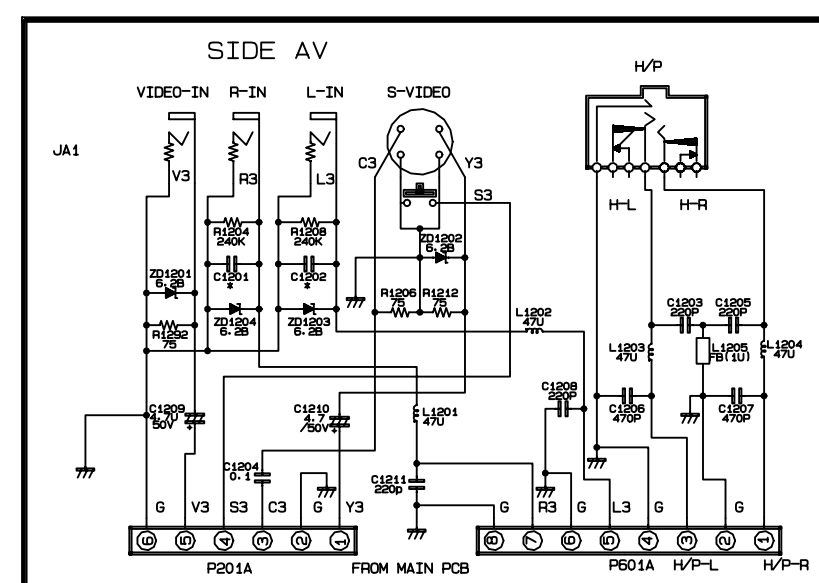 SIDE AV
H/P
VIDEO-IN R-IN L-IN S-VIDEO
JA1
V3 R3 L3 C3 Y3
S3
H-L H-R
R1204
240K
R1208
240K
ZD1202
6.2B
ZD1201
6.2B
C1201
*
C1202
*
ZD1204
6.2B
ZD1203
6.2B
R1206
75
R1212
75
R1292
75
L1202
47U
C1203
220P
C1205
220P
L1203
47U
L1205
FB(1U)
L1204
47U
C1209
4.7U
50V
+
C1210
4.7
/50V
+
L1201
47U
C1208
220P
C1206
470P
C1207
470P
C1204
0.1
C1211
220p
G V3 S3 C3 G Y3
G R3 G L3 G G
6 5 4 3 2 1
8 7 6 5 4 3 2 1
P201A FROM MAIN PCB P601A H/P-L H/P-R